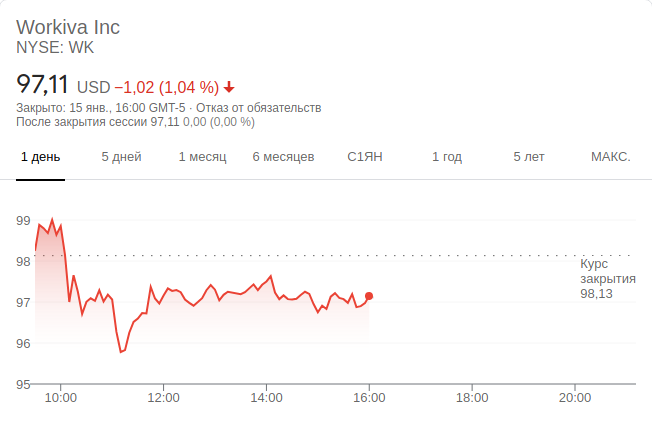 Workiva Inc
NYSE: WK
97,11 USD −1,02 (1,04 %)
Закрыто: 15 янв., 16:00 GMT-5 · Отказ от обязательств
После закрытия сессии 97,11 0,00 (0,00 %)
1 день 5 дней 1 месяц 6 месяцев С1ЯН 1 год 5 лет МАКС.
99
98
97
96
95
Курс
закрытия
98,13
10:00 12:00 14:00 16:00 18:00 20:00